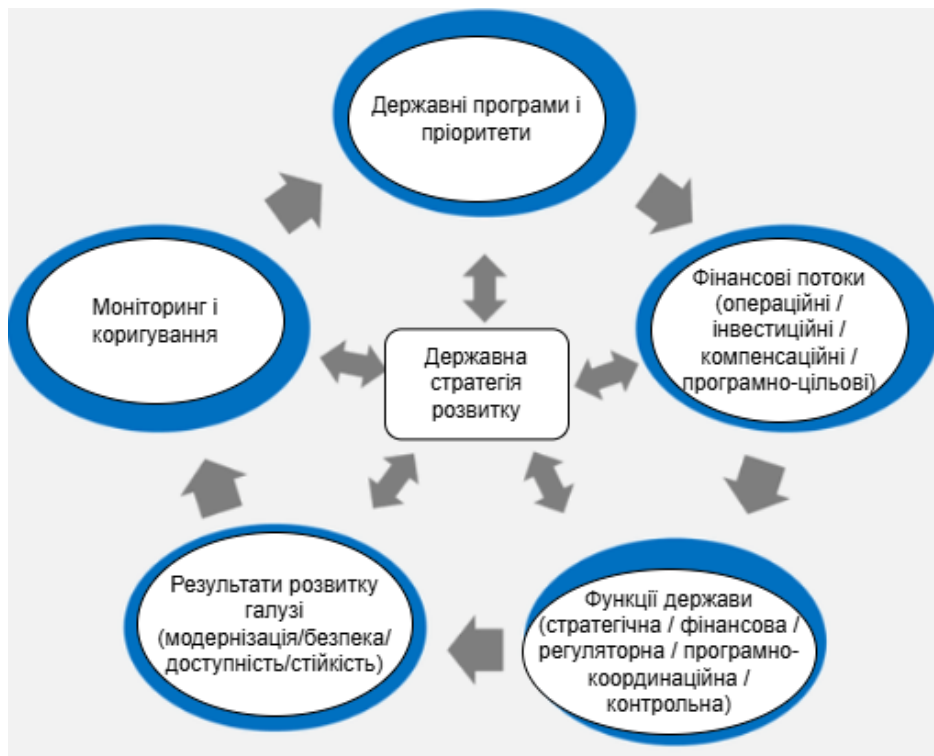 Державні програми і
пріоритети
Фінансові потоки
(операційні /
інвестиційні /
компенсаційні /
програмно-цільові)
Моніторинг і
коригування
Державна
стратегія
розвитку
Результати розвитку
галузі
(модернізація/безпека/
доступність/стійкість)
Функції держави
(стратегічна / фінансова /
регуляторна / програмно-
координаційна /
контрольна)